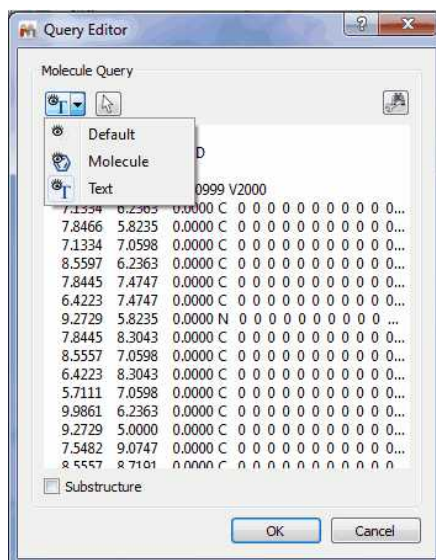 Query Editor
Molecule Query
Default
D
Molecule
Text
0999 V2000
7.1334 6.2363 0.0000 C 0 0 0 0 0 0 0 0 0 0 0...
7.8466 5.8235 0.0000 C 0 0 0 0 0 0 0 0 0 0 0...
7.1334 7.0598 0.0000 C 0 0 0 0 0 0 0 0 0 0 0...
8.5597 6.2363 0.0000 C 0 0 0 0 0 0 0 0 0 0 0...
7.8445 7.4747 0.0000 C 0 0 0 0 0 0 0 0 0 0 0...
6.4223 7.4747 0.0000 C 0 0 0 0 0 0 0 0 0 0 0...
9.2729 5.8235 0.0000 N 0 0 0 0 0 0 0 0 0 0 ...
7.8445 8.3043 0.0000 C 0 0 0 0 0 0 0 0 0 0 0...
8.5557 7.0598 0.0000 C 0 0 0 0 0 0 0 0 0 0 0...
6.4223 8.3043 0.0000 C 0 0 0 0 0 0 0 0 0 0 0...
5.7111 7.0598 0.0000 C 0 0 0 0 0 0 0 0 0 0 0...
9.9861 6.2363 0.0000 C 0 0 0 0 0 0 0 0 0 0 0...
9.2729 5.0000 0.0000 C 0 0 0 0 0 0 0 0 0 0 0...
7.5482 9.0747 0.0000 C 0 0 0 0 0 0 0 0 0 0 0...
8.5557 8.7191 0.0000 C 0 0 0 0 0 0 0 0 0 0 0...
Substructure
OK Cancel